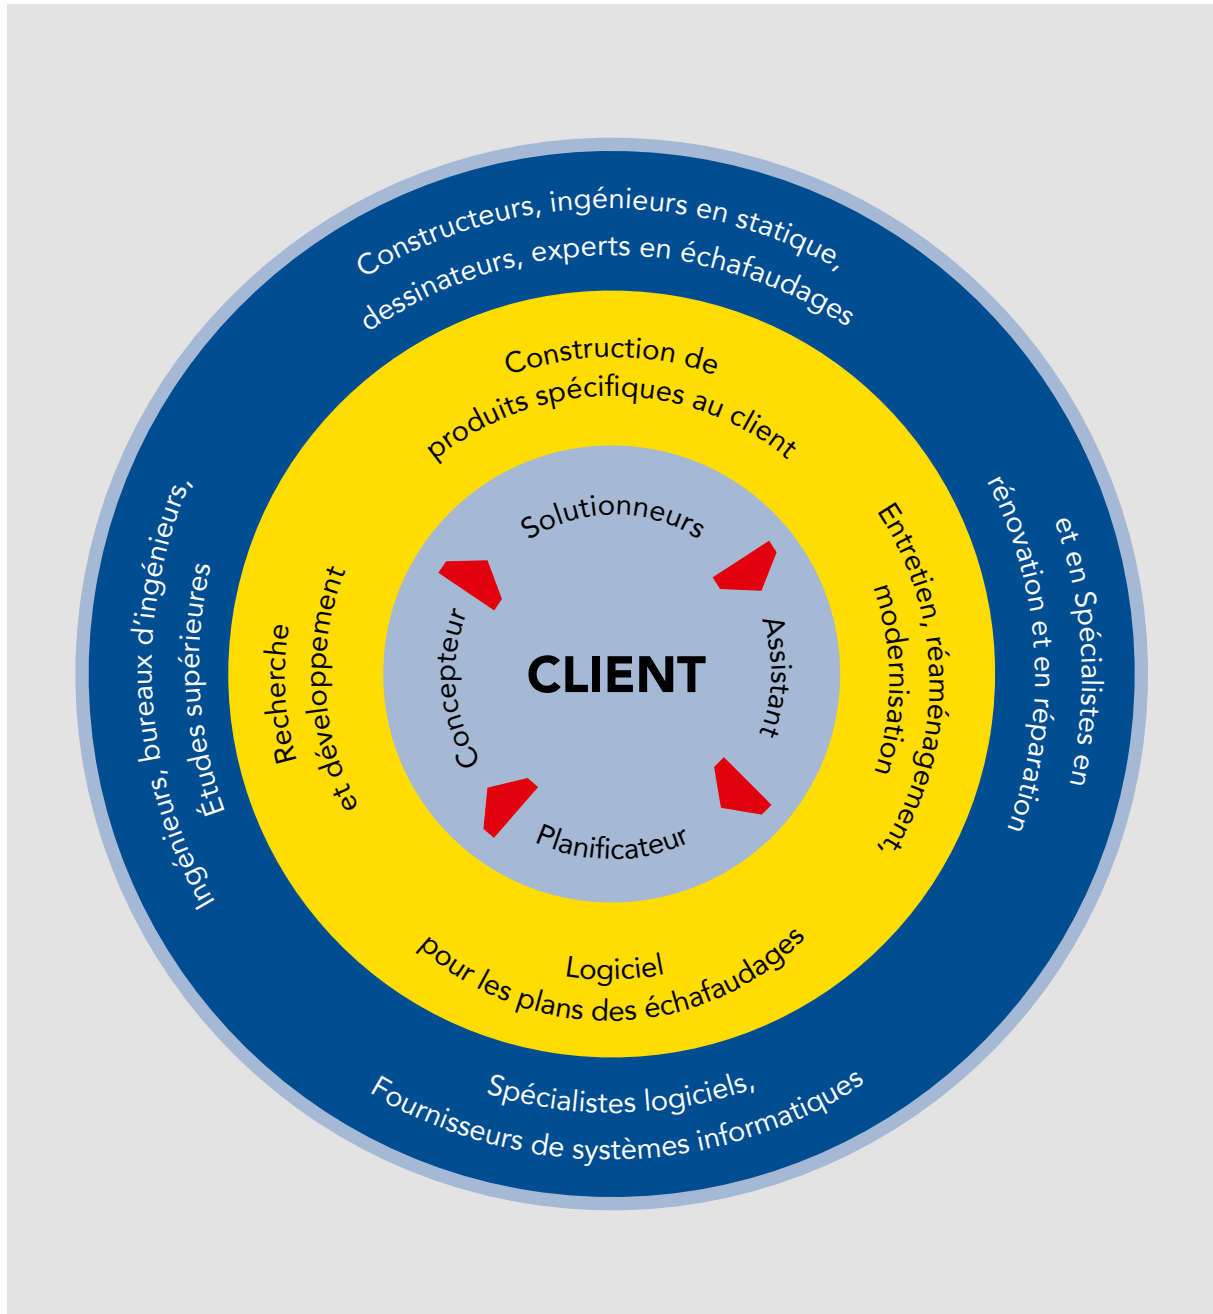 Constructeurs, ingénieurs en statique,
dessinateurs, experts en échafaudages
Construction de
produits spécifiques au client
Solutionneurs
Ingénieurs, bureaux d'ingénieurs,
Études supérieures
Recherche
et développement
Concepteur
CLIENT
Assistant
Entretien, réaménagement,
modernisation
et en Spécialistes en
rénovation et en réparation
Planificateur
Logiciel
pour les plans des échafaudages
Spécialistes logiciels,
Fournisseurs de systèmes informatiques